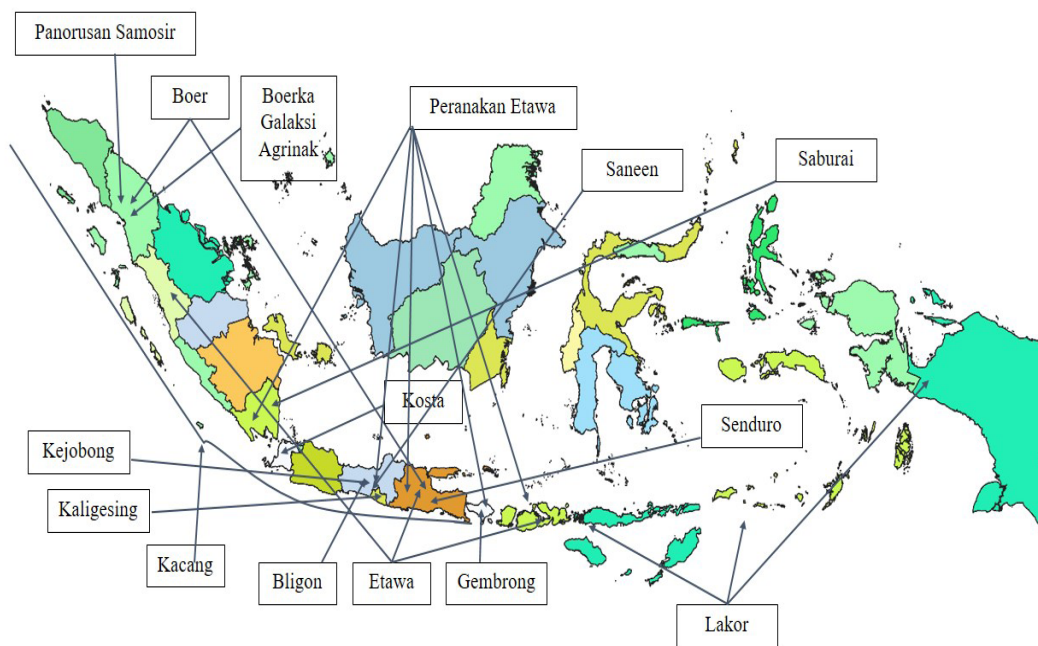 Panorusan Samosir
Boer
Boerka
Galaksi
Agrinak
Peranakan Etawa
Saneen
Saburai
Kosta
Senduro
Kejobong
Kaligesing
Kacang
Bligon
Etawa
Gembrong
Lakor